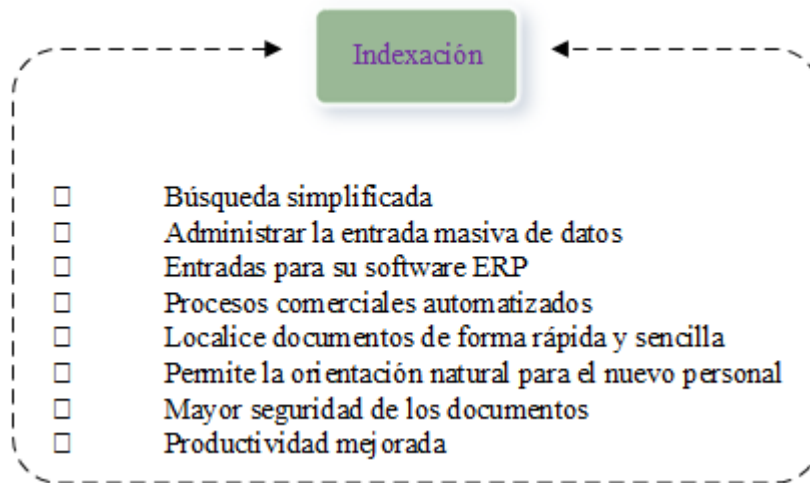 Indexación
□ Búsqueda simplificada
□ Administrar la entrada masiva de datos
□ Entradas para su software ERP
□ Procesos comerciales automatizados
□ Localice documentos de forma rápida y sencilla
□ Permite la orientación natural para el nuevo personal
□ Mayor seguridad de los documentos
□ Productividad mejorada